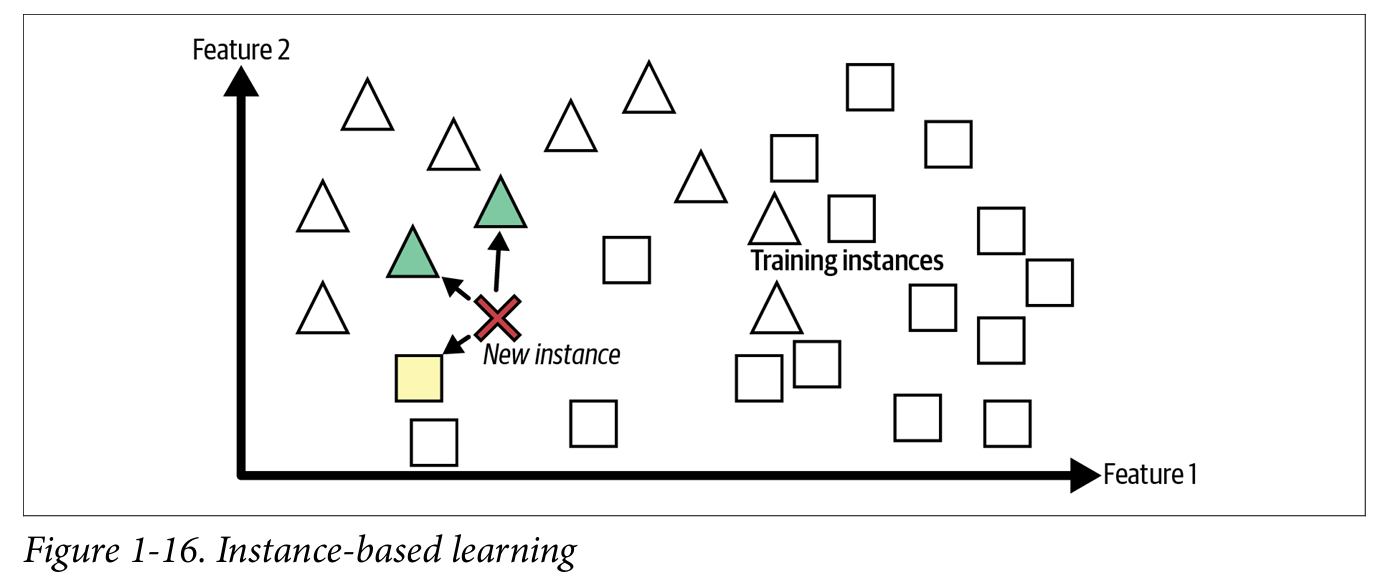 Feature 2
Training instances
New instance
Feature 1
Figure 1-16. Instance-based learning